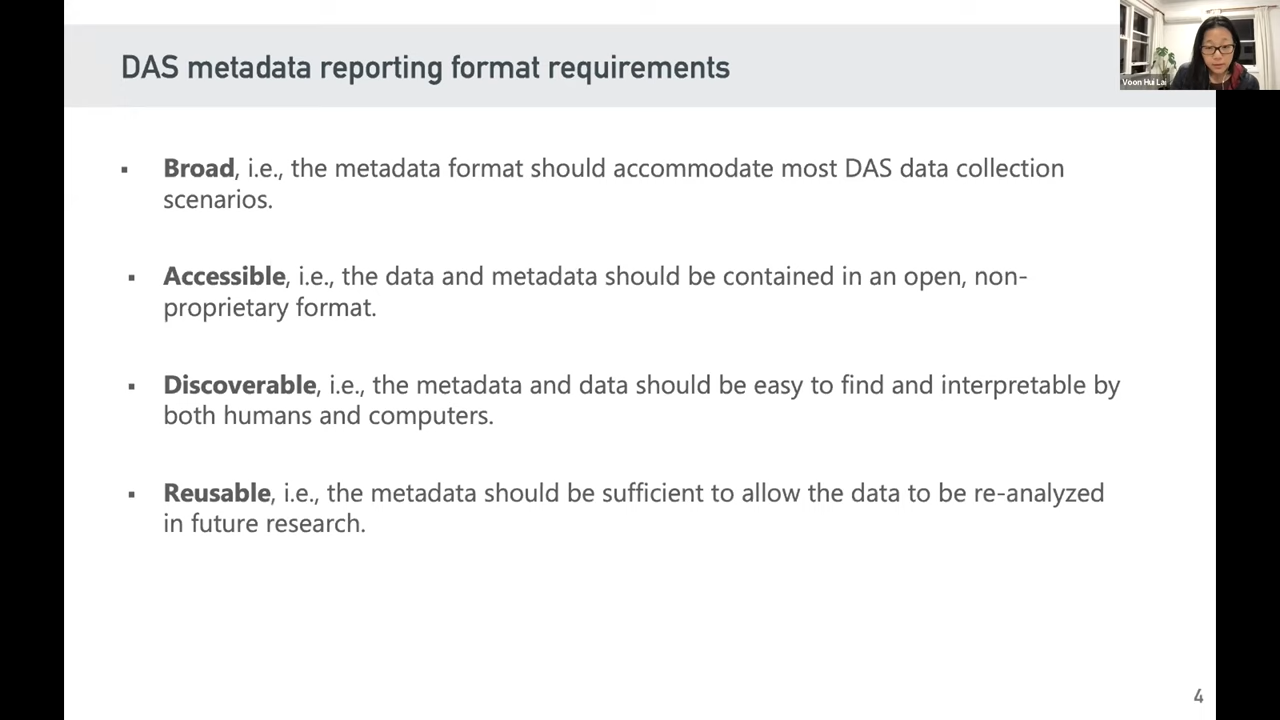 DAS metadata reporting format requirements
Voon Hui Lai
▪ Broad, i.e., the metadata format should accommodate most DAS data collection
scenarios.
▪ Accessible, i.e., the data and metadata should be contained in an open, non-
proprietary format.
▪ Discoverable, i.e., the metadata and data should be easy to find and interpretable by
both humans and computers.
▪ Reusable, i.e., the metadata should be sufficient to allow the data to be re-analyzed
in future research.
4